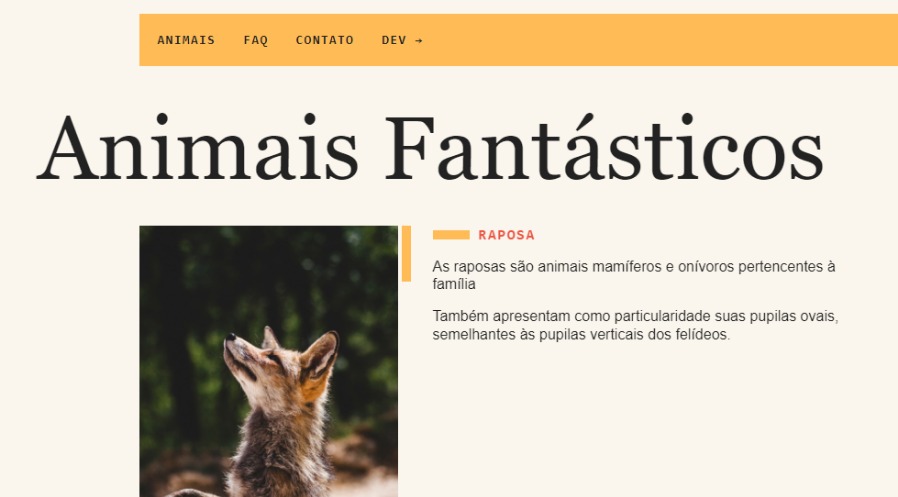 ANIMAIS FAQ CONTATO DEV →
Animais Fantásticos
RAPOSA
As raposas são animais mamíferos e onívoros pertencentes à
família
Também apresentam como particularidade suas pupilas ovais,
semelhantes às pupilas verticais dos felídeos.